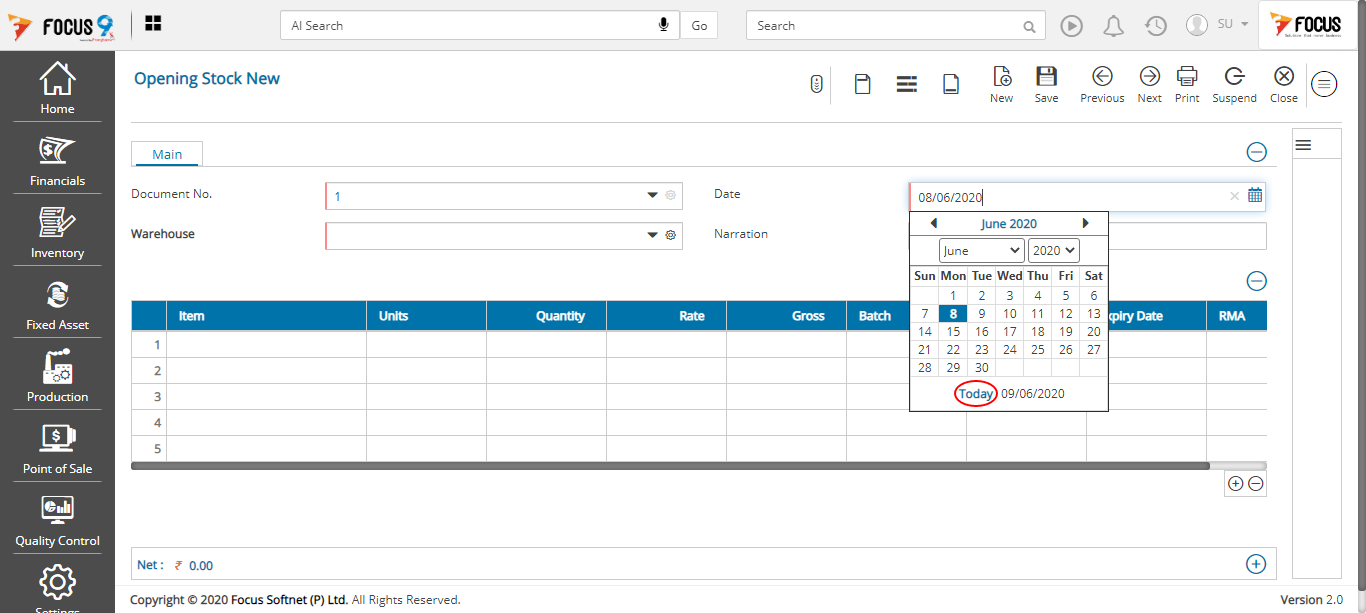 FOCUS 9
AI Search
Go
Search
SU
FOCUS
Home
Financials
Inventory
Fixed Asset
Production
Point of Sale
Quality Control
Settings
Opening Stock New
New
Save
Previous
Next
Print
Suspend
Close
Main
Document No.
1
Date
08/06/2020
Warehouse
Narration
June 2020
June
2020
Sun Mon Tue Wed Thu Fri Sat
1 2 3 4 5 6
7 8 9 10 11 12 13
14 15 16 17 18 19 20
21 22 23 24 25 26 27
28 29 30
Today 09/06/2020
Item Units Quantity Rate Gross Batch xpiry Date RMA
1
2
3
4
5
Net : ₹ 0.00
Copyright © 2020 Focus Softnet (P) Ltd. All Rights Reserved.
Version 2.0